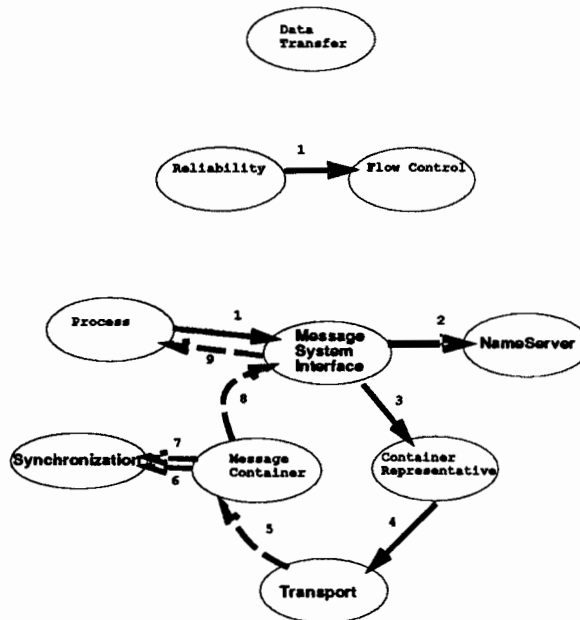 Data
Transfer
1
Reliability
Flow Control
Process
1
2
Message
System
Interface
NameServer
9
8
3
7
Synchronization
6
Message
Container
Container
Representative
5
4
Transport